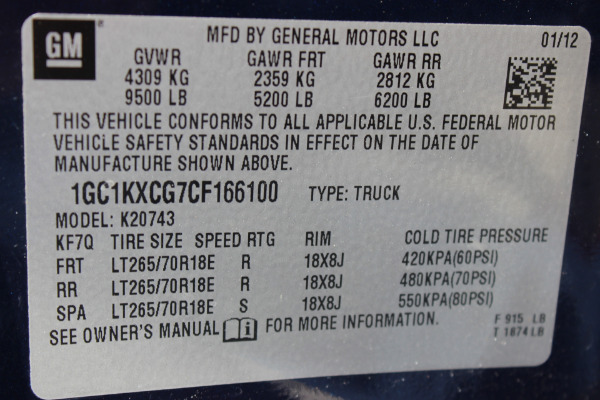 GM
MFD BY GENERAL MOTORS LLC 01/12
GVWR GAWR FRT GAWR RR
4309 KG 2359 KG 2812 KG
9500 LB 5200 LB 6200 LB
THIS VEHICLE CONFORMS TO ALL APPLICABLE U.S. FEDERAL MOTOR
VEHICLE SAFETY STANDARDS IN EFFECT ON THE DATE OF
MANUFACTURE SHOWN ABOVE.
1GC1KXCG7CF166100 TYPE: TRUCK
MODEL: K20743
KF7Q TIRE SIZE SPEED RTG RIM COLD TIRE PRESSURE
FRT LT265/70R18E R 18X8J 420KPA(60PSI)
RR LT265/70R18E R 18X8J 480KPA(70PSI)
SPA LT265/70R18E S 18X8J 550KPA(80PSI)
SEE OWNER'S MANUAL FOR MORE INFORMATION.
F 915 LB
T 1874 LB